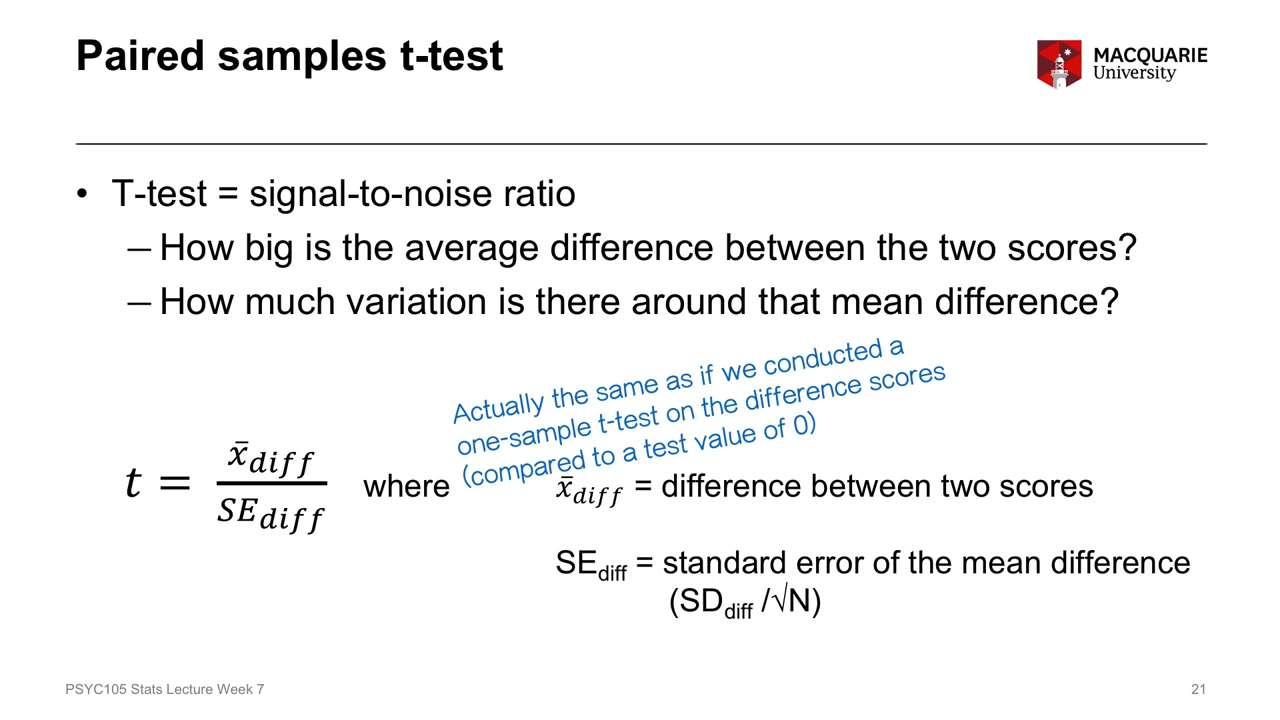 Paired samples t-test
MACQUARIE
University
• T-test = signal-to-noise ratio
— How big is the average difference between the two scores?
— How much variation is there around that mean difference?
Actually the same as if we conducted a
one-sample t-test on the difference scores
(compared to a test value of 0)
t = x̄diff / SEdiff where x̄diff = difference between two scores
SEdiff = standard error of the mean difference
(SDdiff /√N)
PSYC105 Stats Lecture Week 7
21